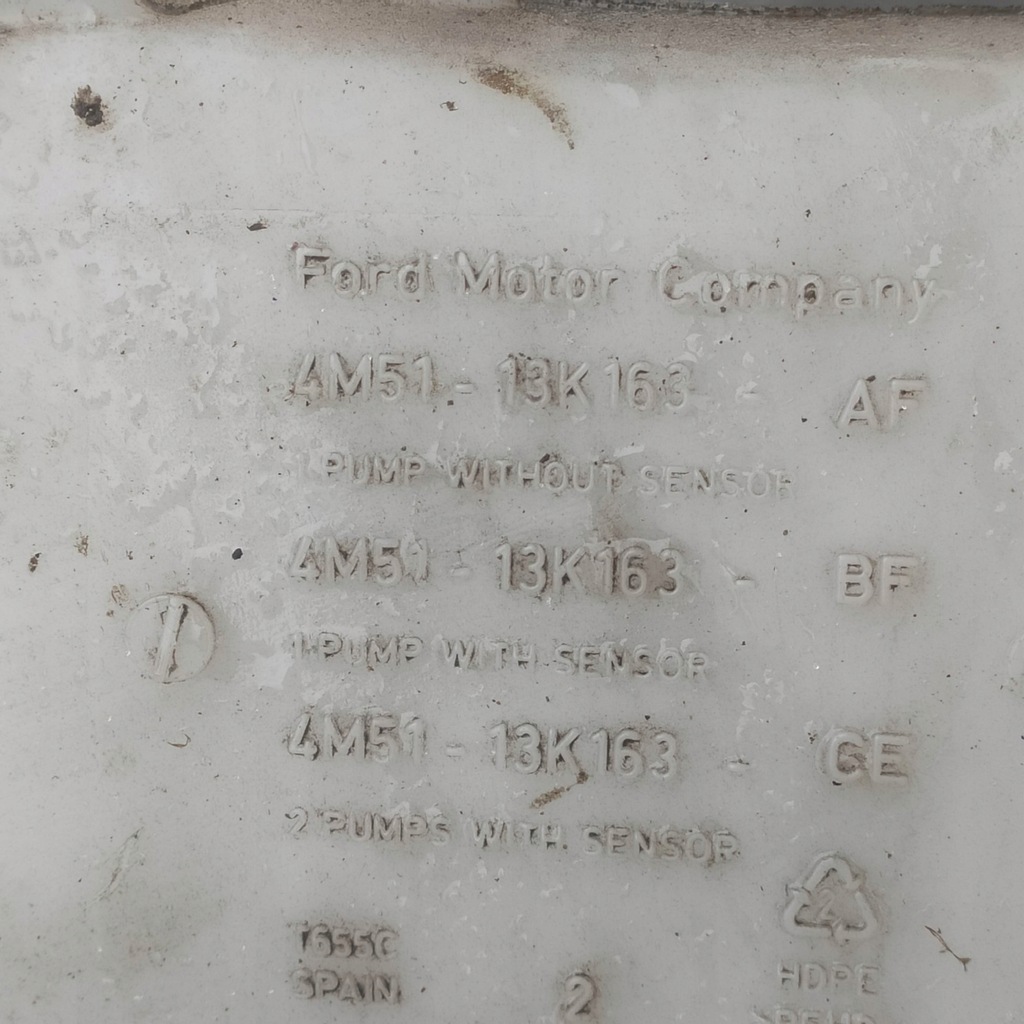 Ford Motor Company
4M51 - 13K163 - AF
1 PUMP WITHOUT SENSOR
4M51 - 13K163 - BF
1 PUMP WITH SENSOR
4M51 - 13K163 - CE
2 PUMPS WITH SENSOR
T655C
SPAIN
2
HDPE